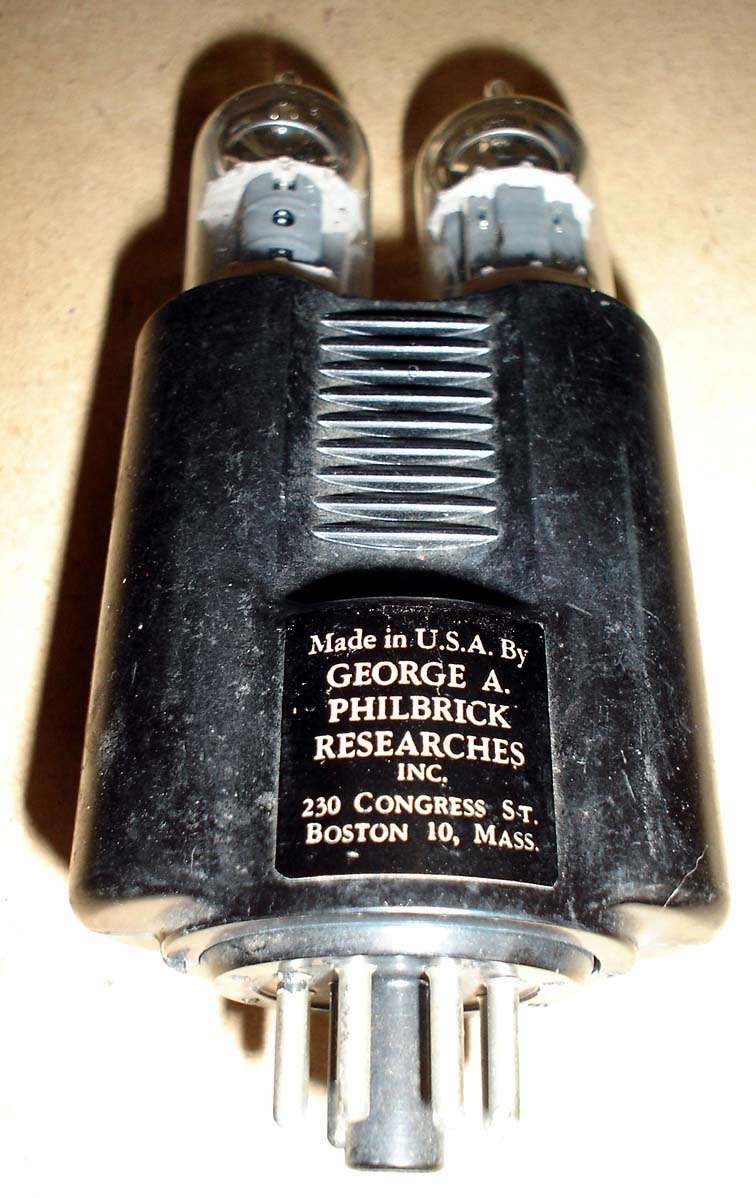 Made in U.S.A. By
GEORGE A.
PHILBRICK
RESEARCHES
INC.
230 CONGRESS ST.
BOSTON 10, MASS.